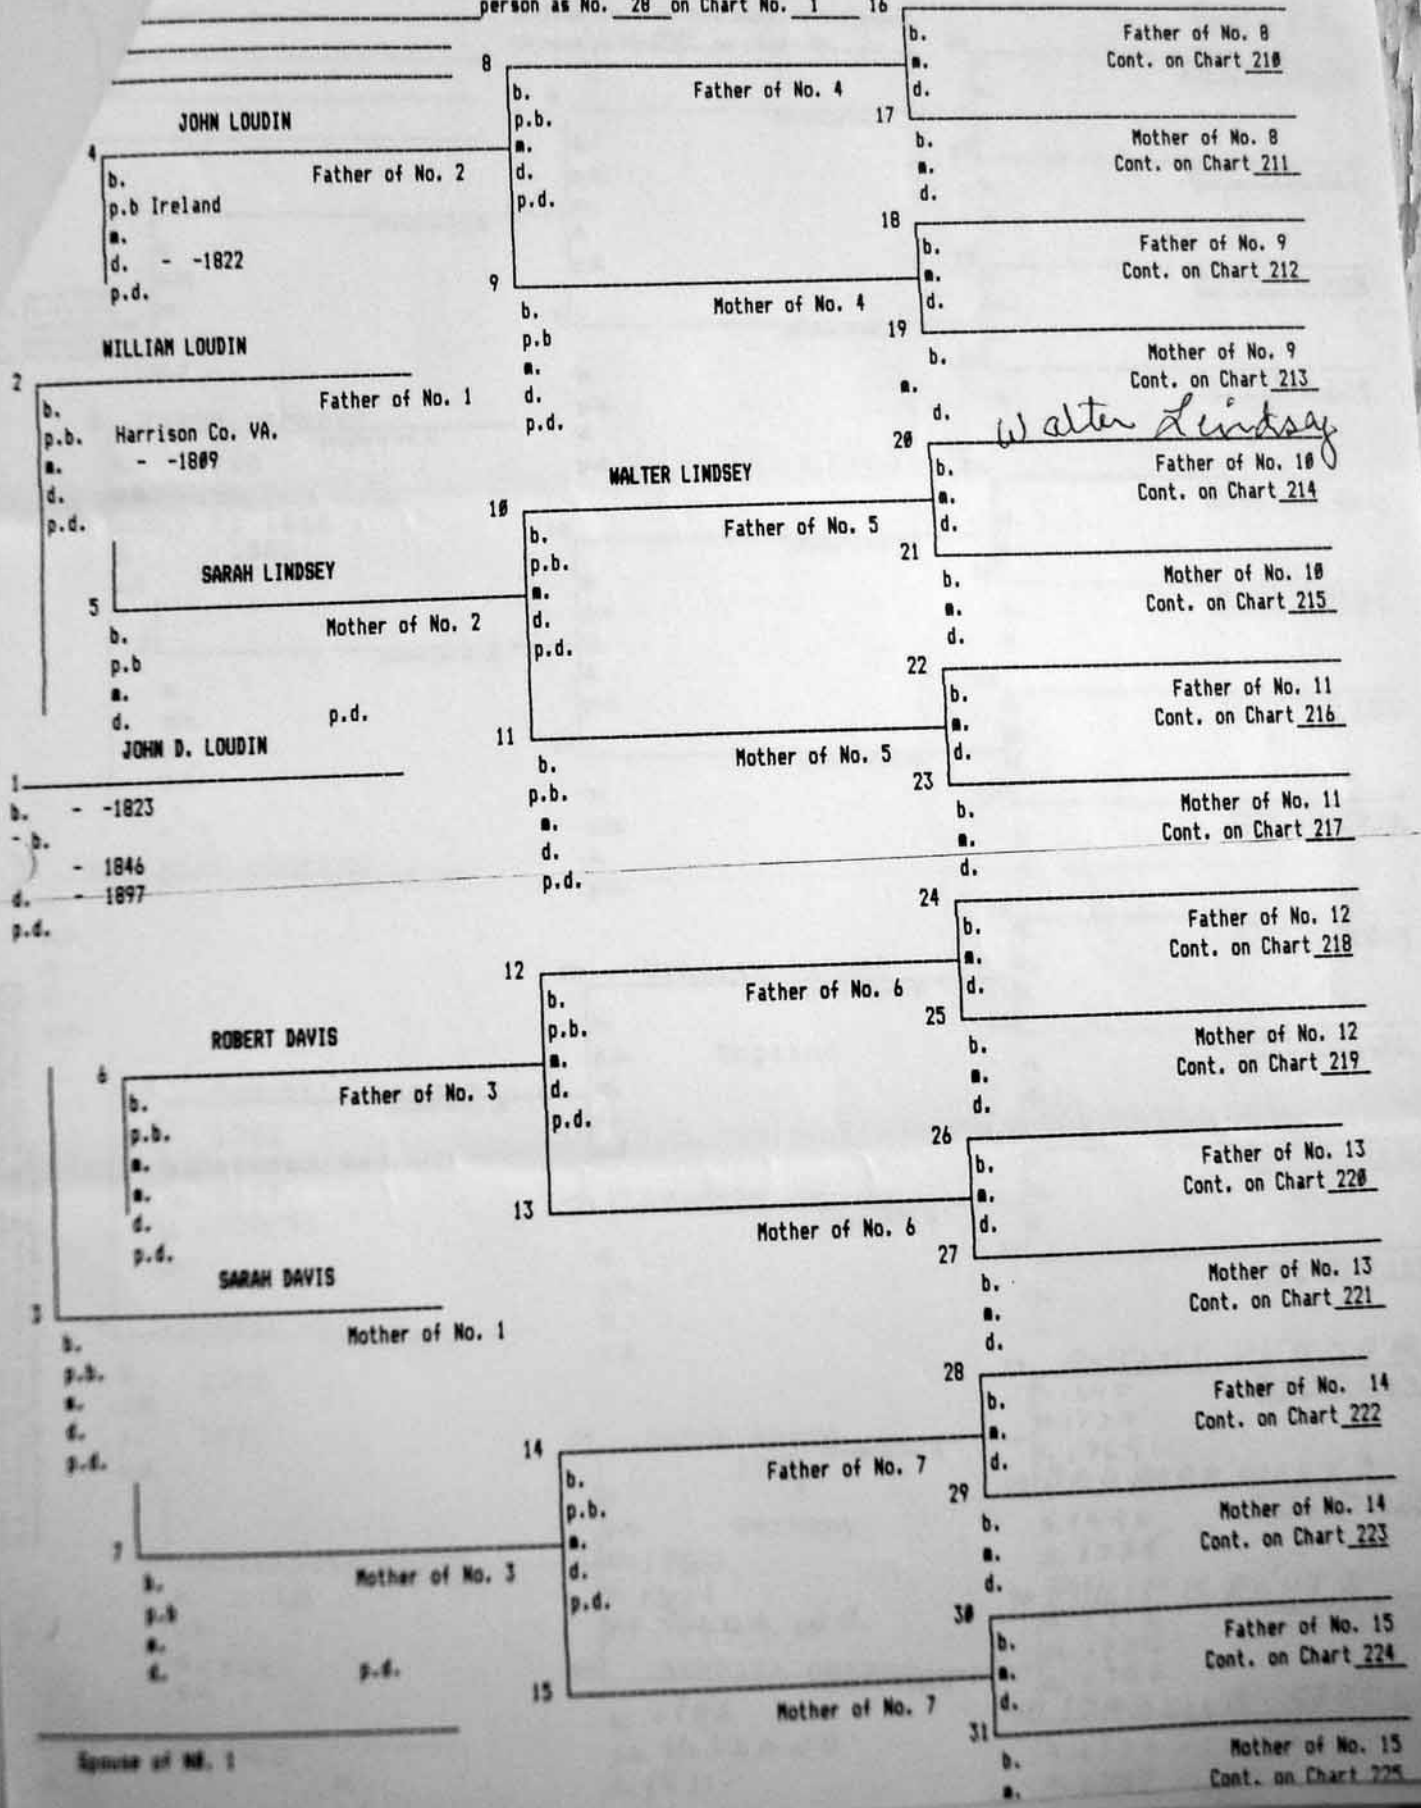 person as No. 28 on Chart No. 1
16
b. Father of No. 8
m. Cont. on Chart 210
d.
8
b. Father of No. 4
p.b.
m.
d.
p.d.
17
b. Mother of No. 8
m. Cont. on Chart 211
d.
JOHN LOUDIN
4
b. Father of No. 2
p.b Ireland
m.
d. - -1822
p.d.
18
b. Father of No. 9
m. Cont. on Chart 212
d.
9
Mother of No. 4
b.
p.b
m.
d.
p.d.
19
b. Mother of No. 9
m. Cont. on Chart 213
d.
WILLIAM LOUDIN
2
b. Father of No. 1
p.b. Harrison Co. VA.
m. - -1809
d.
p.d.
Walter Lindsay
20
b. Father of No. 10
m. Cont. on Chart 214
d.
WALTER LINDSEY
10
b. Father of No. 5
p.b.
m.
d.
p.d.
21
b. Mother of No. 10
m. Cont. on Chart 215
d.
SARAH LINDSEY
5
b. Mother of No. 2
p.b
m.
d. p.d.
22
b. Father of No. 11
m. Cont. on Chart 216
d.
11
b. Mother of No. 5
p.b.
m.
d.
p.d.
23
b. Mother of No. 11
m. Cont. on Chart 217
d.
JOHN D. LOUDIN
1
b. - -1823
b.
- 1846
d. - 1897
p.d.
24
b. Father of No. 12
m. Cont. on Chart 218
d.
12
b. Father of No. 6
p.b.
m.
d.
p.d.
25
b. Mother of No. 12
m. Cont. on Chart 219
d.
ROBERT DAVIS
6
b. Father of No. 3
p.b.
m.
m.
d.
p.d.
26
b. Father of No. 13
m. Cont. on Chart 220
d.
13
Mother of No. 6
27
b. Mother of No. 13
m. Cont. on Chart 221
d.
SARAH DAVIS
3
b. Mother of No. 1
p.b.
m.
d.
p.d.
28
b. Father of No. 14
m. Cont. on Chart 222
d.
14
b. Father of No. 7
p.b.
m.
d.
p.d.
29
b. Mother of No. 14
m. Cont. on Chart 223
d.
7
b. Mother of No. 3
p.b
m.
d. p.d.
30
b. Father of No. 15
m. Cont. on Chart 224
d.
15
Mother of No. 7
31
b. Mother of No. 15
m. Cont. on Chart 225
Spouse of NO. 1